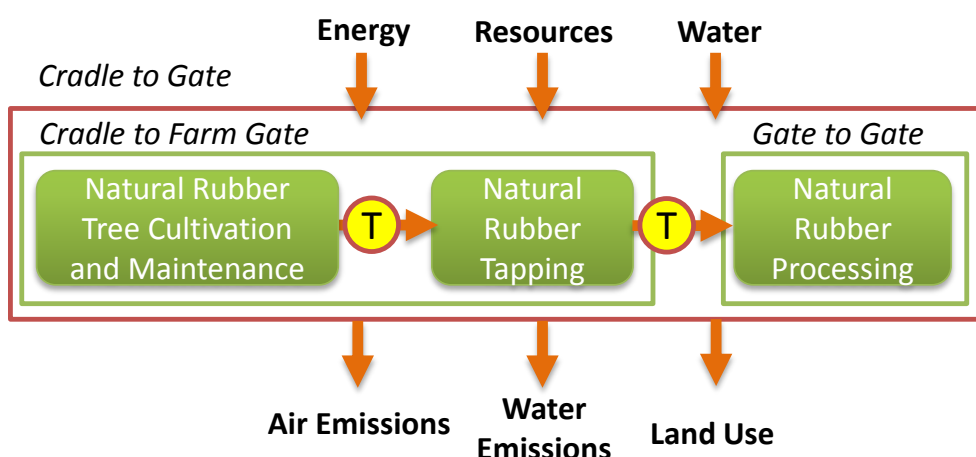 Energy Resources Water
Cradle to Gate
Cradle to Farm Gate
Gate to Gate
Natural Rubber
Tree Cultivation
and Maintenance
T
Natural
Rubber
Tapping
T
Natural
Rubber
Processing
Air Emissions
Water
Emissions
Land Use